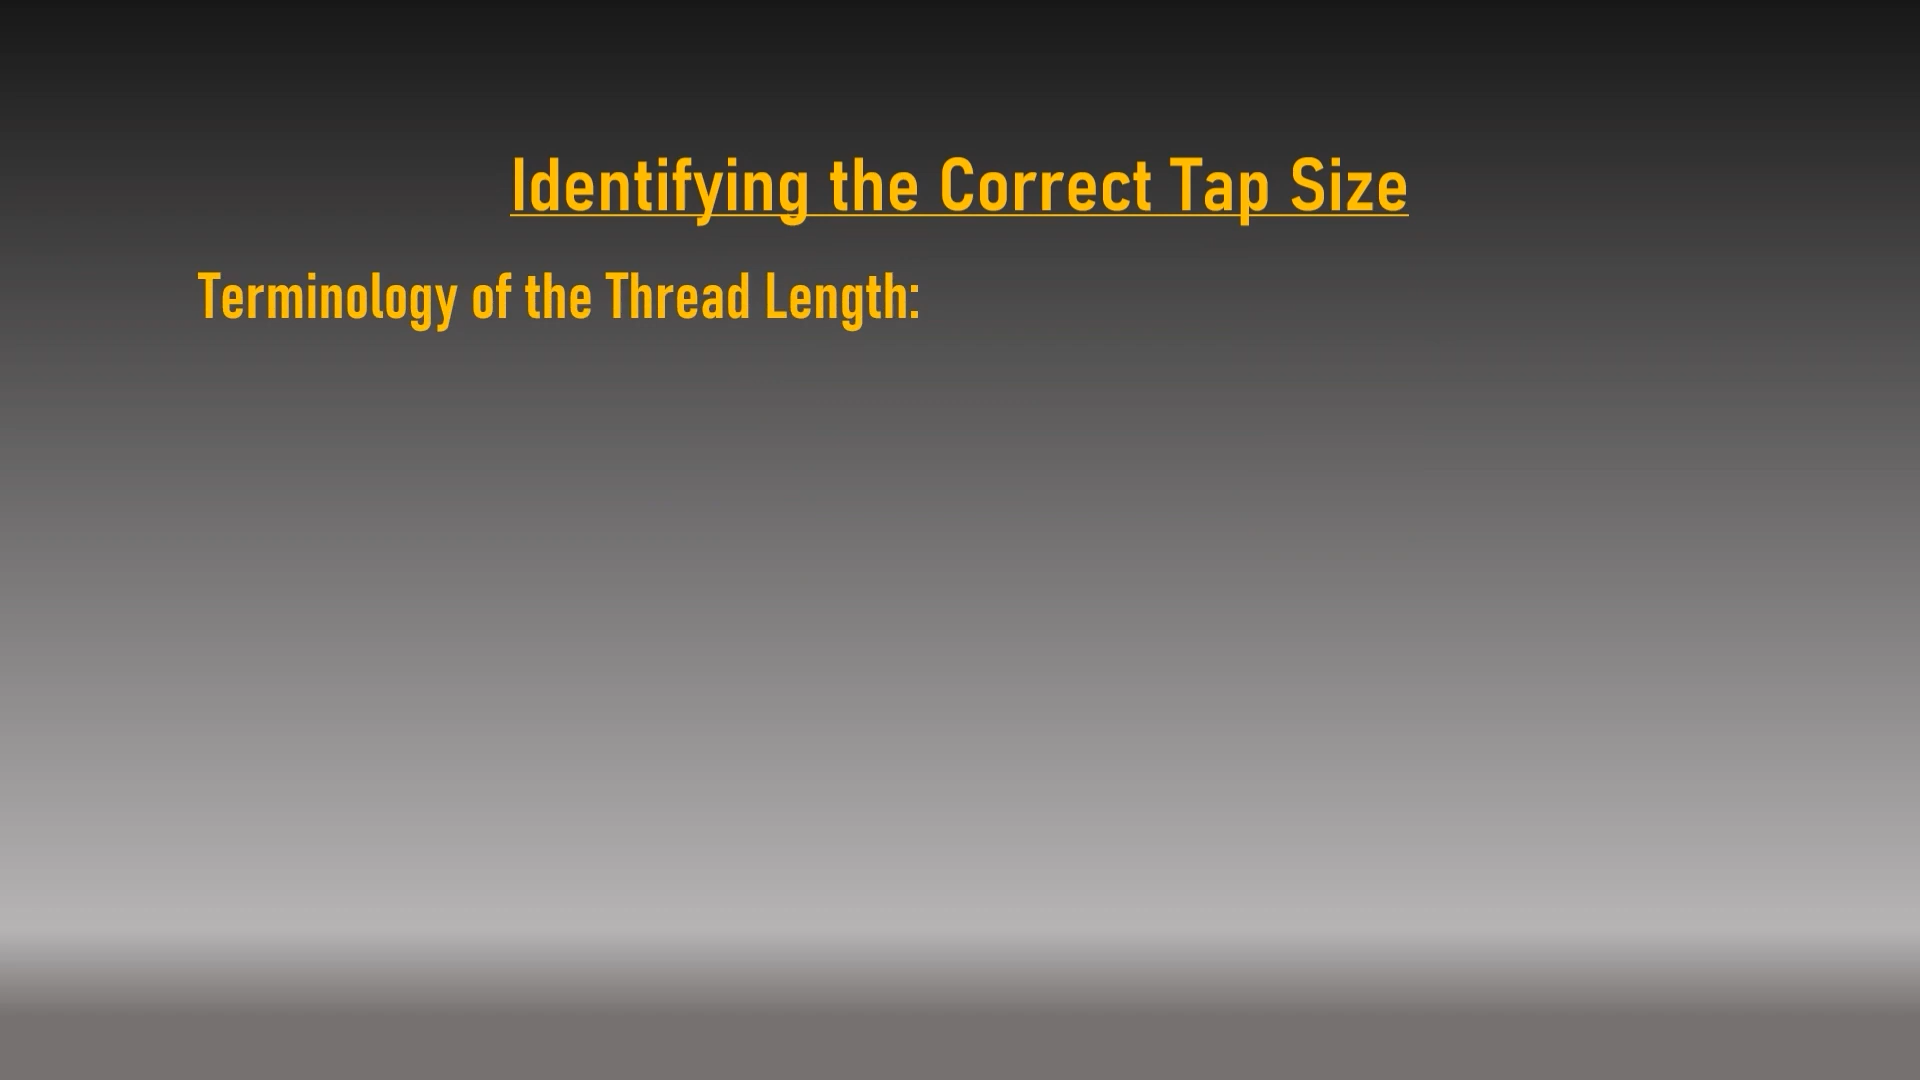 Identifying the Correct Tap Size
Terminology of the Thread Length: